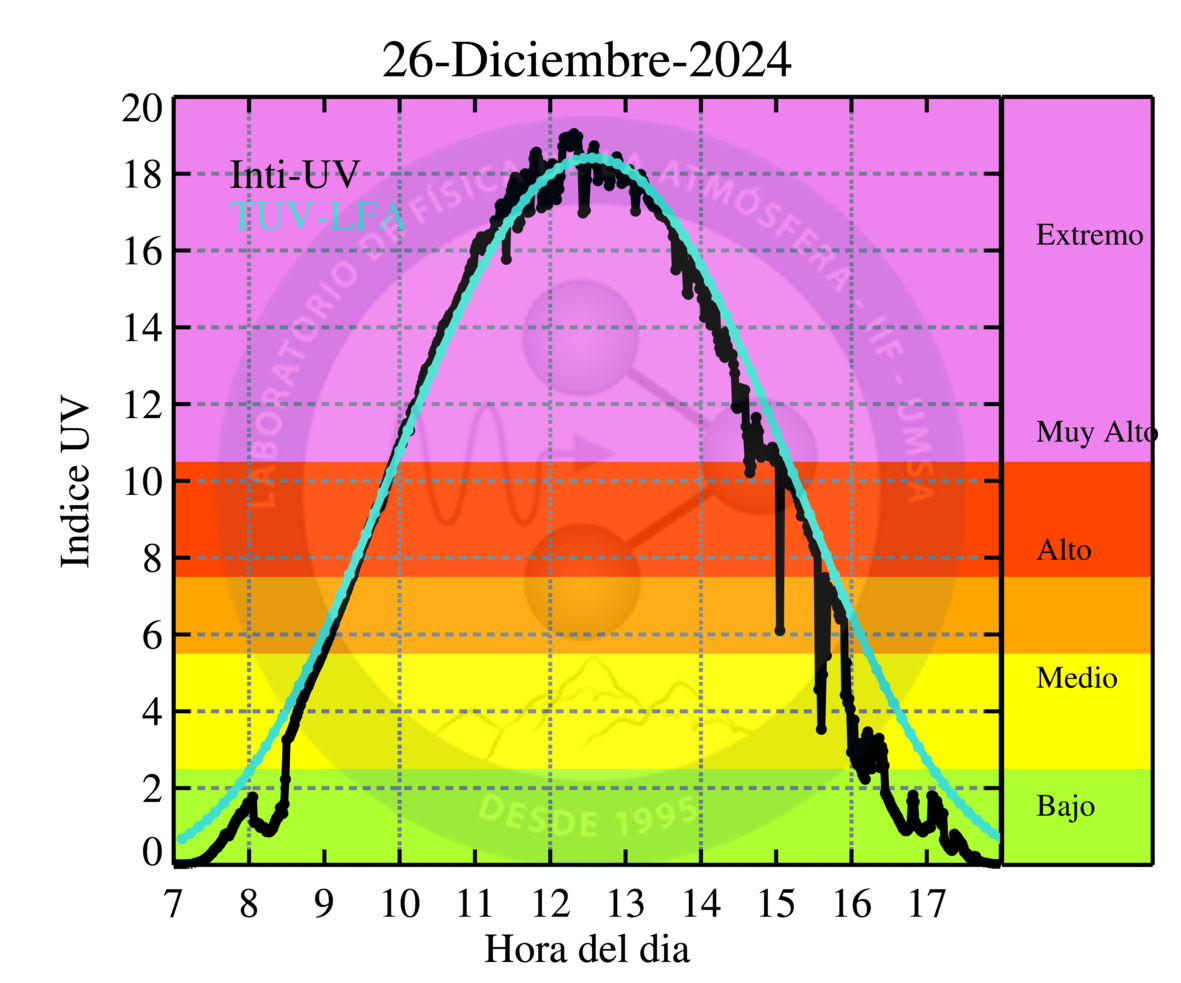 26-Diciembre-2024
20
18
16
14
12
10
8
6
4
2
0
Indice UV
Inti-UV
TUV-LFA
LABORATORIO DE FÍSICA DE LA ATMÓSFERA - IIF - UMSA
DESDE 1995
Extremo
Muy Alto
Alto
Medio
Bajo
7 8 9 10 11 12 13 14 15 16 17
Hora del dia